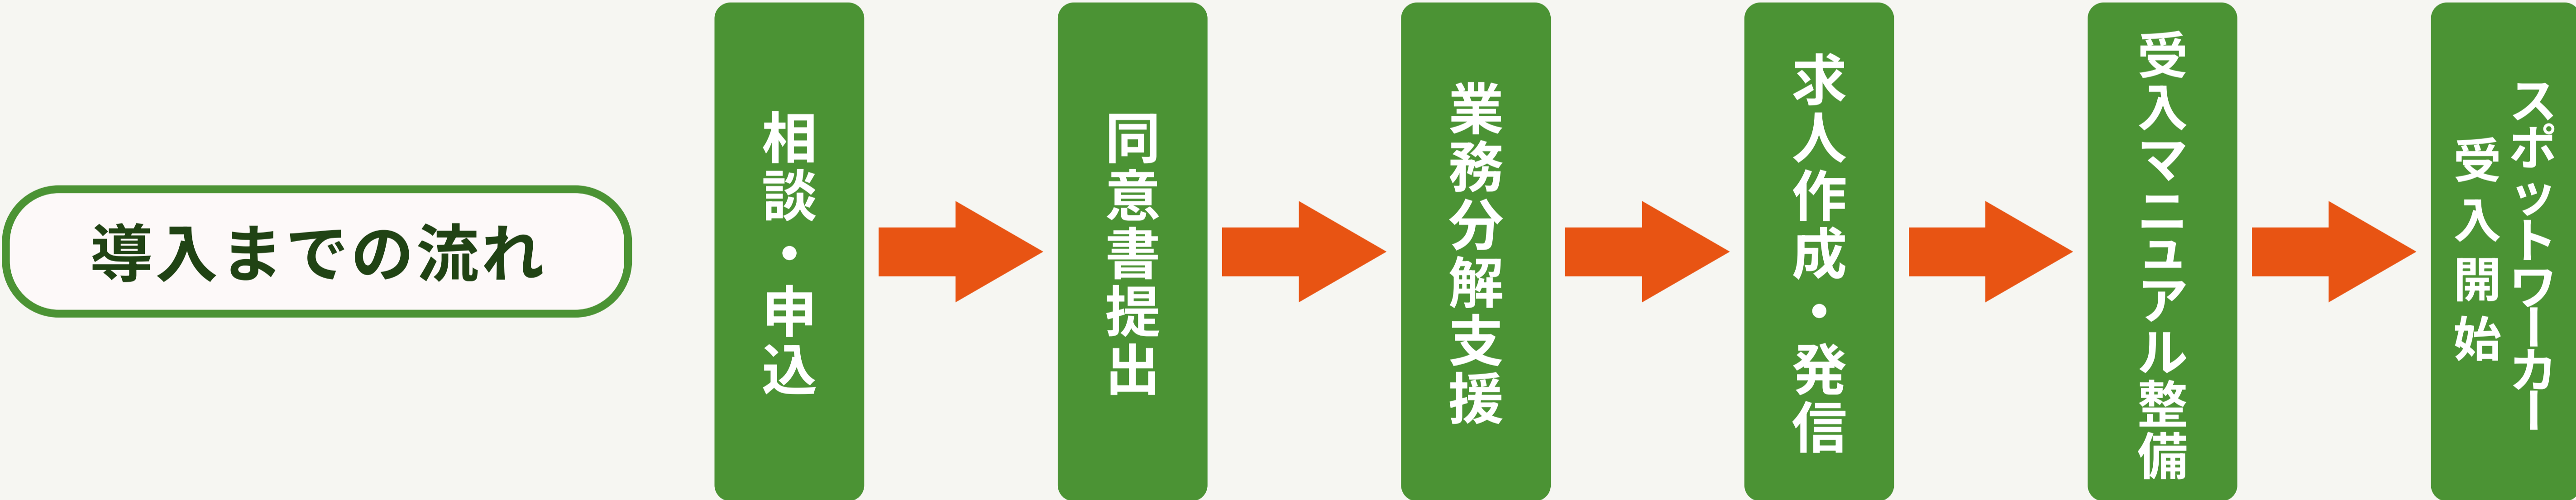 導入までの流れ
相談・申込
同意書提出
業務分解支援
求人作成・発信
受入マニュアル整備
スポットワーカー
受入開始